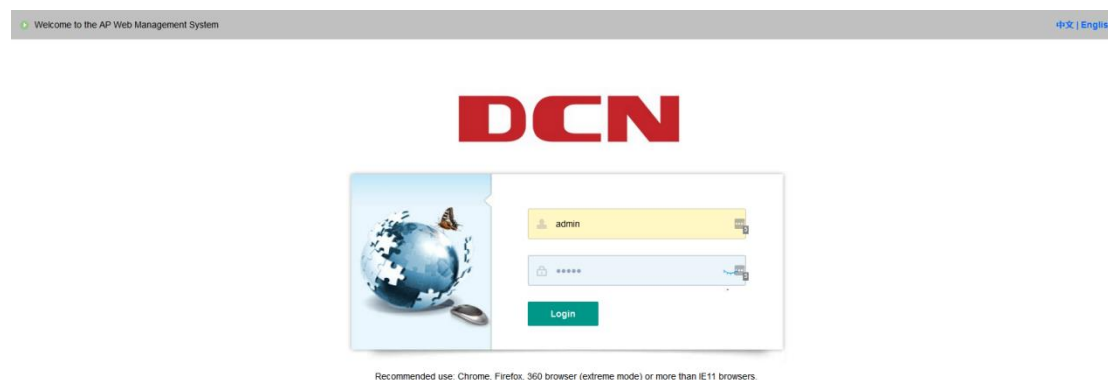 Welcome to the AP Web Management System
中文 | Englis
DCN
admin
•••••
Login
Recommended use: Chrome, Firefox, 360 browser (extreme mode) or more than IE11 browsers.